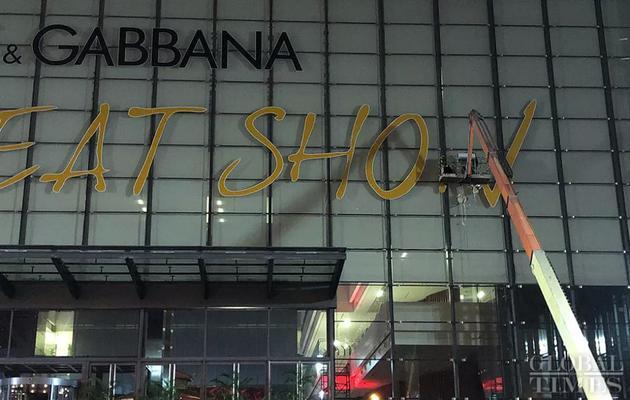 & GABBANA
EAT SHOW
GLOBAL
TIMES